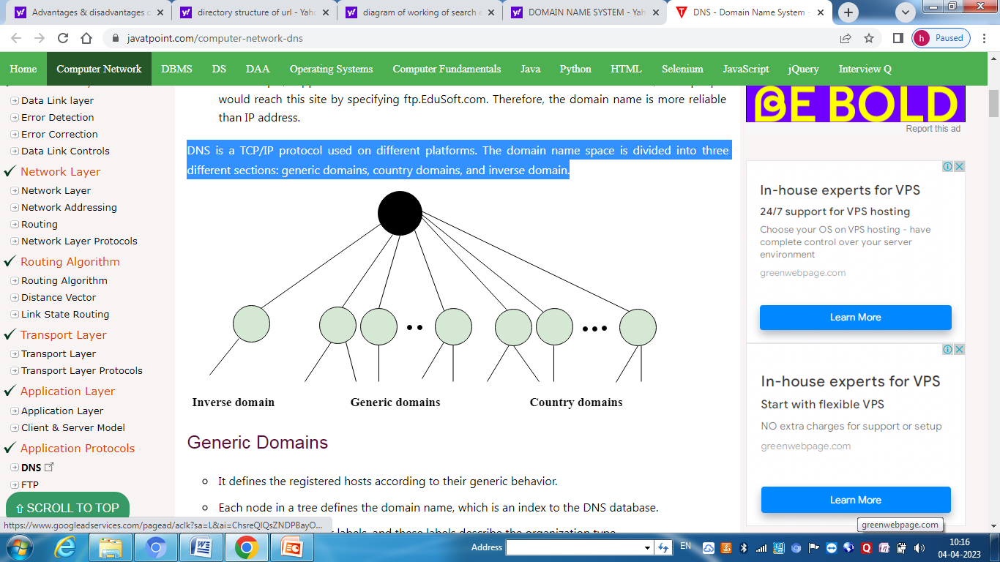 Advantages & disadvantages o
directory structure of url - Yaho
diagram of working of search e
DOMAIN NAME SYSTEM - Yah
DNS - Domain Name System -
javatpoint.com/computer-network-dns
h Paused
Home Computer Network DBMS DS DAA Operating Systems Computer Fundamentals Java Python HTML Selenium JavaScript jQuery Interview Q
Data Link layer
Error Detection
Error Correction
Data Link Controls
Network Layer
Network Layer
Network Addressing
Routing
Network Layer Protocols
Routing Algorithm
Routing Algorithm
Distance Vector
Link State Routing
Transport Layer
Transport Layer
Transport Layer Protocols
Application Layer
Application Layer
Client & Server Model
Application Protocols
DNS
FTP
⇧ SCROLL TO TOP
would reach this site by specifying ftp.EduSoft.com. Therefore, the domain name is more reliable
than IP address.
DNS is a TCP/IP protocol used on different platforms. The domain name space is divided into three
different sections: generic domains, country domains, and inverse domain.
Inverse domain Generic domains Country domains
Generic Domains
It defines the registered hosts according to their generic behavior.
Each node in a tree defines the domain name, which is an index to the DNS database.
labels, and these labels describe the organization type.
BE BOLD
Report this ad
In-house experts for VPS
24/7 support for VPS hosting
Choose your OS on VPS hosting - have
complete control over your server
environment
greenwebpage.com
Learn More
In-house experts for VPS
Start with flexible VPS
NO extra charges for support or setup
greenwebpage.com
Learn More
greenwebpage.com
https://www.googleadservices.com/pagead/aclk?sa=L&ai=ChsreQlQsZNDPBayO...
Address
EN
10:16
04-04-2023